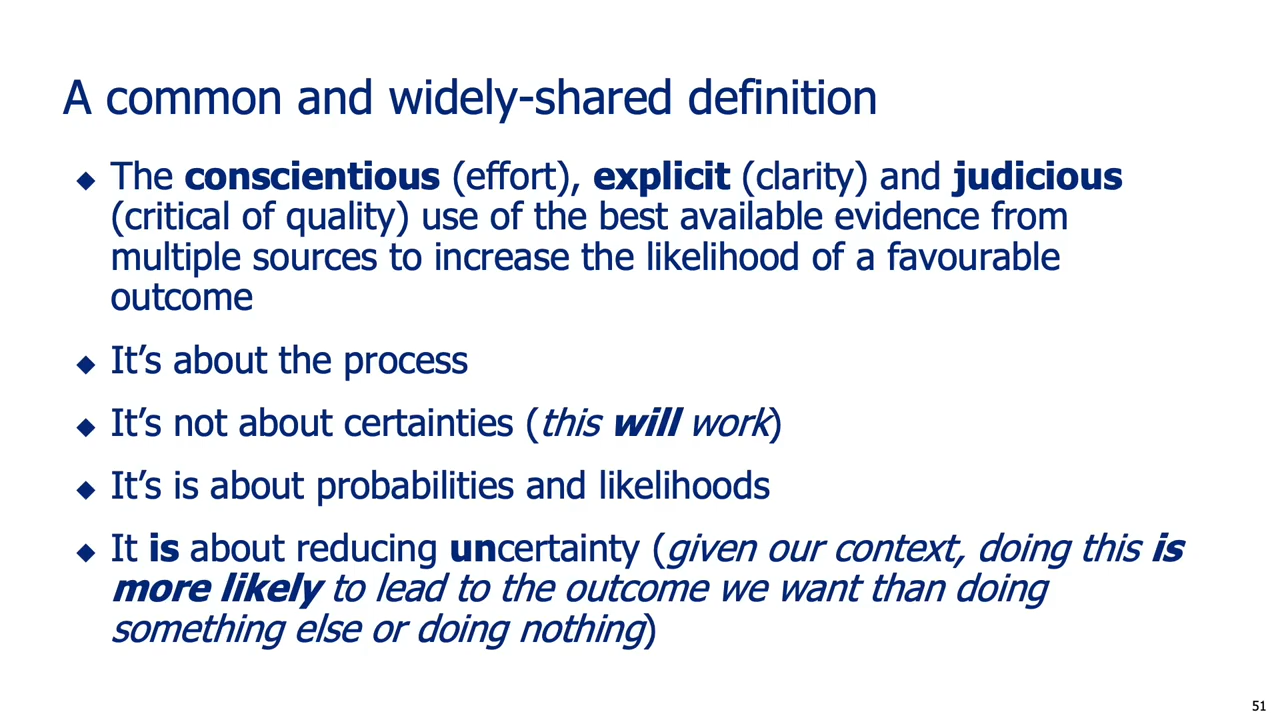 A common and widely-shared definition
◆ The conscientious (effort), explicit (clarity) and judicious
(critical of quality) use of the best available evidence from
multiple sources to increase the likelihood of a favourable
outcome
◆ It’s about the process
◆ It’s not about certainties (this will work)
◆ It’s is about probabilities and likelihoods
◆ It is about reducing uncertainty (given our context, doing this is
more likely to lead to the outcome we want than doing
something else or doing nothing)
51